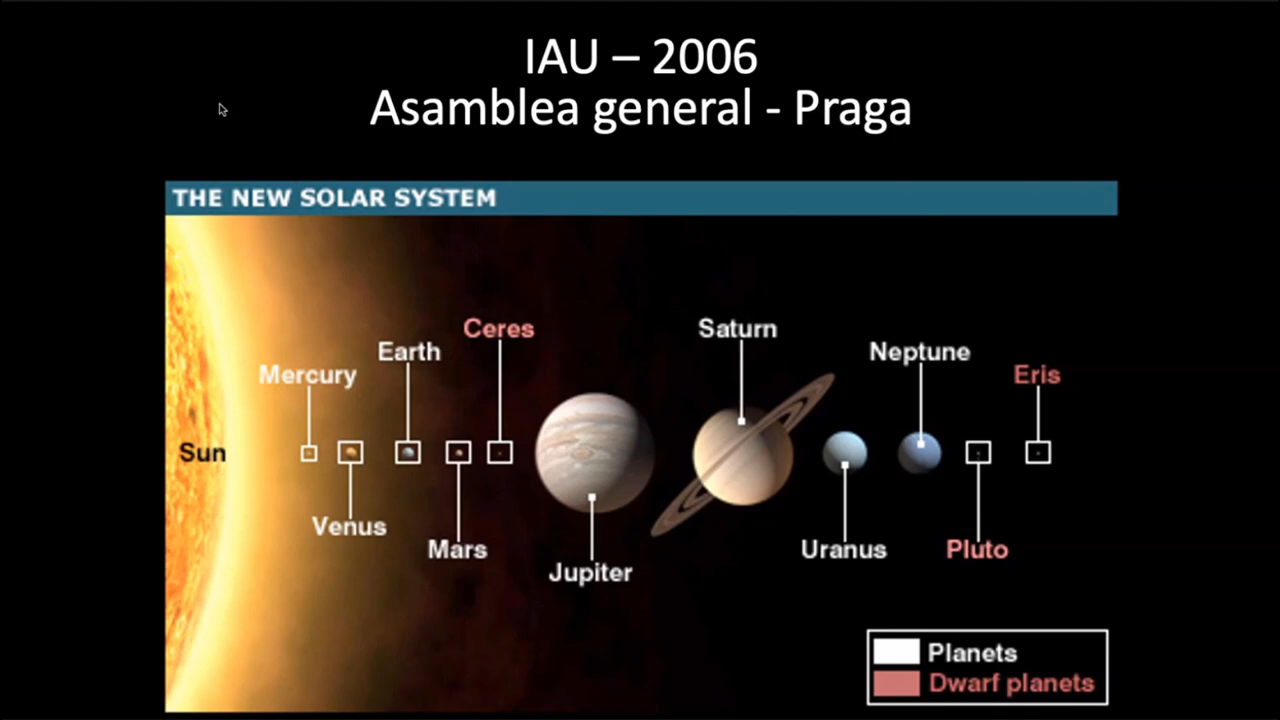 IAU – 2006
Asamblea general - Praga
THE NEW SOLAR SYSTEM
Ceres
Saturn
Earth
Neptune
Mercury
Eris
Sun
Venus
Mars
Uranus
Pluto
Jupiter
Planets
Dwarf planets